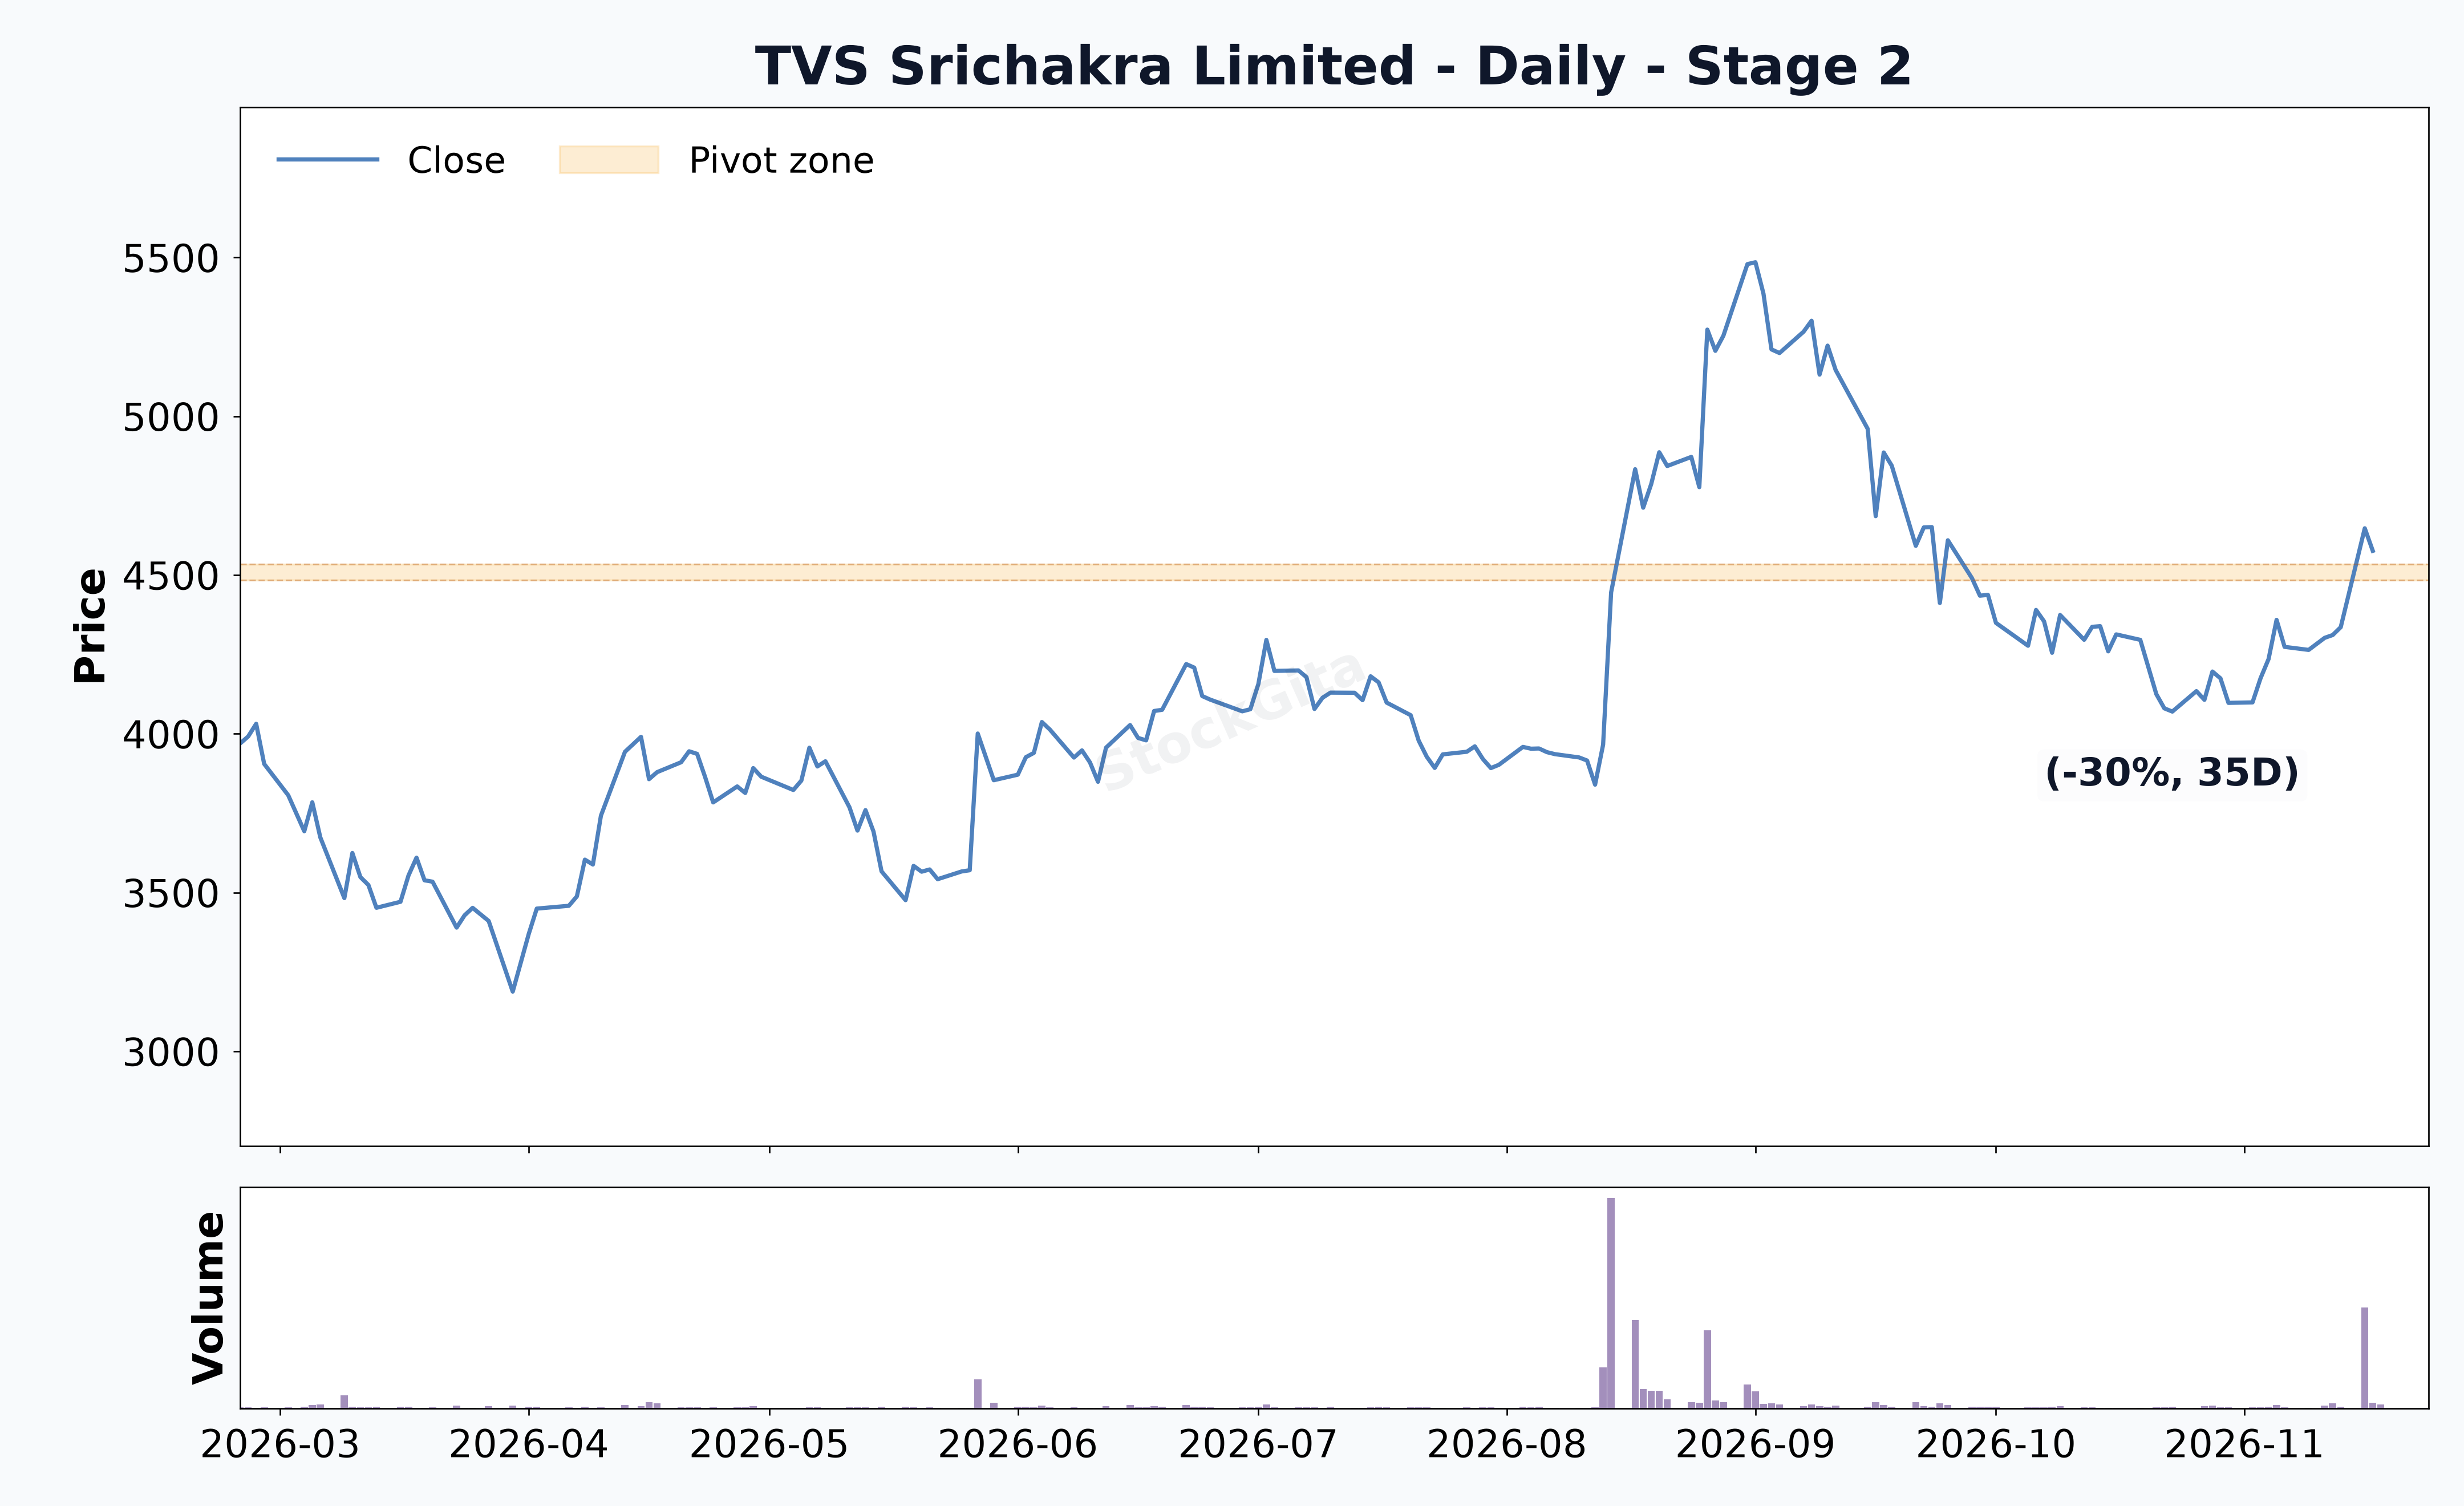 TVS Srichakra Limited - Daily - Stage 2
Close
Pivot zone
Price
5500
5000
4500
4000
3500
3000
StockGita
(-30%, 35D)
Volume
2026-03
2026-04
2026-05
2026-06
2026-07
2026-08
2026-09
2026-10
2026-11